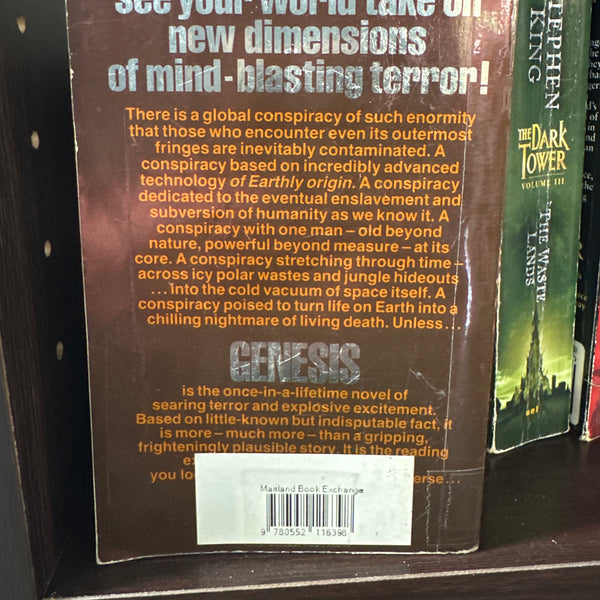 see your world take on
new dimensions
of mind-blasting terror!
There is a global conspiracy of such enormity
that those who encounter even its outermost
fringes are inevitably contaminated. A
conspiracy based on incredibly advanced
technology of Earthly origin. A conspiracy
dedicated to the eventual enslavement and
subversion of humanity as we know it. A
conspiracy with one man – old beyond
nature, powerful beyond measure – at its
core. A conspiracy stretching through time –
across icy polar wastes and jungle hideouts
...into the cold vacuum of space itself. A
conspiracy poised to turn life on Earth into a
chilling nightmare of living death. Unless...
GENESIS
is the once-in-a-lifetime novel of
searing terror and explosive excitement.
Based on little-known but indisputable fact, it
is more – much more – than a gripping,
frighteningly plausible story. It is the reading
you
Maitland Book Exchange
9 780552 116398
STEPHEN
KING
THE DARK
TOWER
VOLUME III
THE WASTE
LANDS